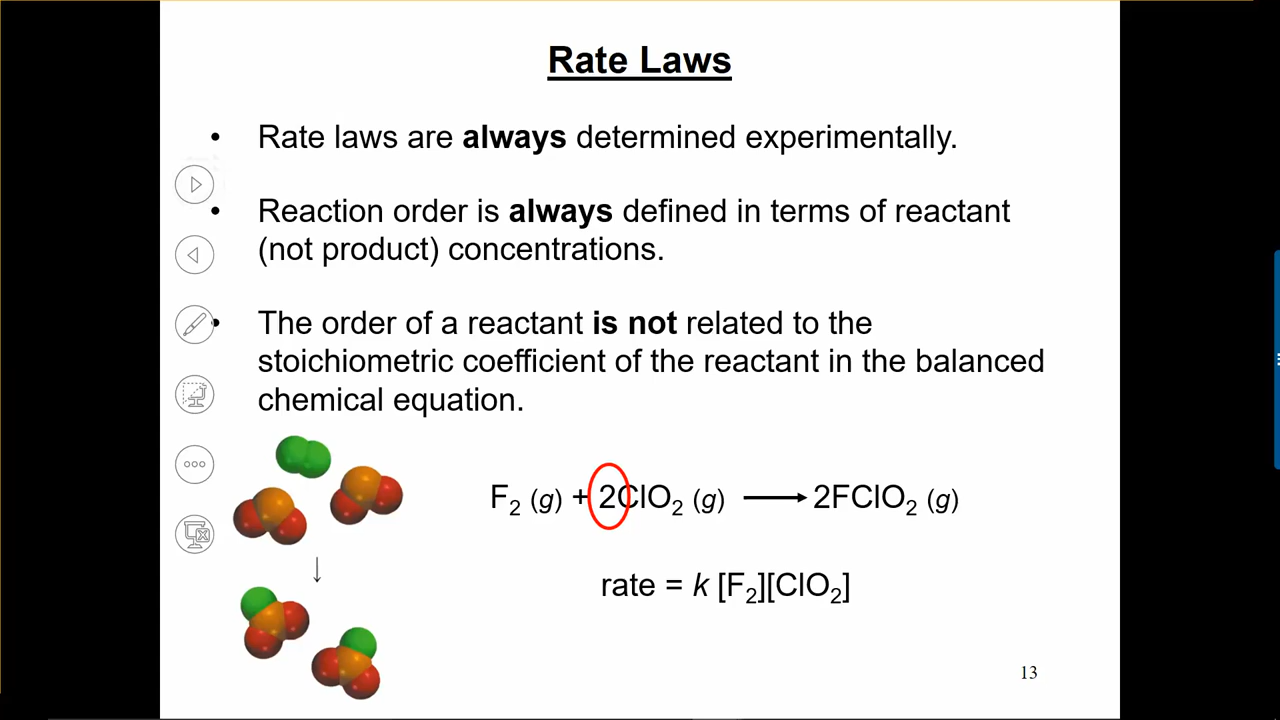 Rate Laws
• Rate laws are always determined experimentally.
• Reaction order is always defined in terms of reactant
(not product) concentrations.
• The order of a reactant is not related to the
stoichiometric coefficient of the reactant in the balanced
chemical equation.
F₂ (g) + 2ClO₂ (g) ⟶ 2FClO₂ (g)
rate = k [F₂][ClO₂]
13